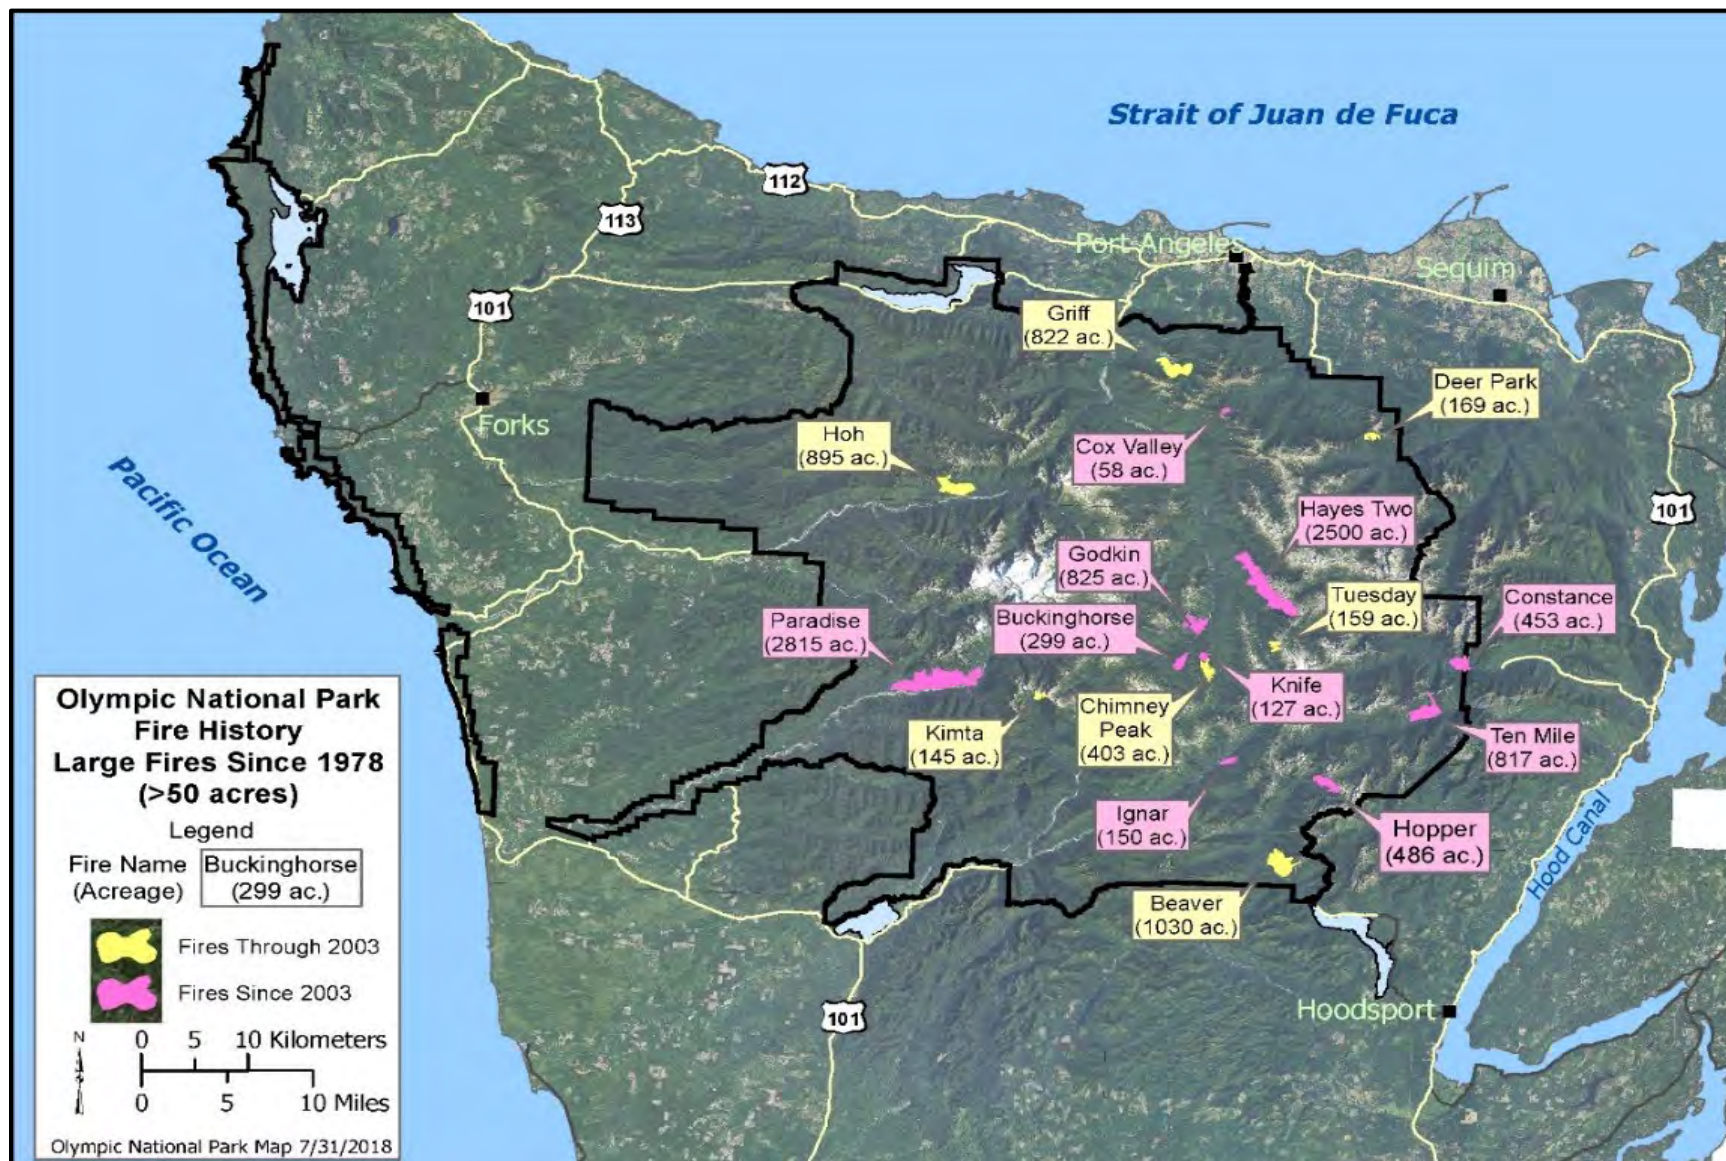 Strait of Juan de Fuca
112
113
Port Angeles
Sequim
101
Griff
(822 ac.)
Deer Park
(169 ac.)
Forks
Hoh
(895 ac.)
Cox Valley
(58 ac.)
Pacific Ocean
Hayes Two
(2500 ac.)
101
Godkin
(825 ac.)
Tuesday
(159 ac.)
Constance
(453 ac.)
Paradise
(2815 ac.)
Buckinghorse
(299 ac.)
Knife
(127 ac.)
Kimta
(145 ac.)
Chimney
Peak
(403 ac.)
Ten Mile
(817 ac.)
Ignar
(150 ac.)
Hopper
(486 ac.)
Hood Canal
Beaver
(1030 ac.)
Hoodsport
101
Olympic National Park
Fire History
Large Fires Since 1978
(>50 acres)
Legend
Fire Name
(Acreage)
Buckinghorse
(299 ac.)
Fires Through 2003
Fires Since 2003
N
0 5 10 Kilometers
0 5 10 Miles
Olympic National Park Map 7/31/2018